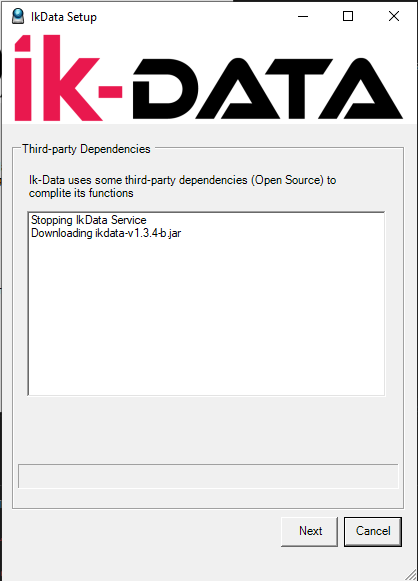 IkData Setup
ik-DATA
Third-party Dependencies
Ik-Data uses some third-party dependencies (Open Source) to
complite its functions
Stopping IkData Service
Downloading ikdata-v1.3.4-b.jar
Next
Cancel